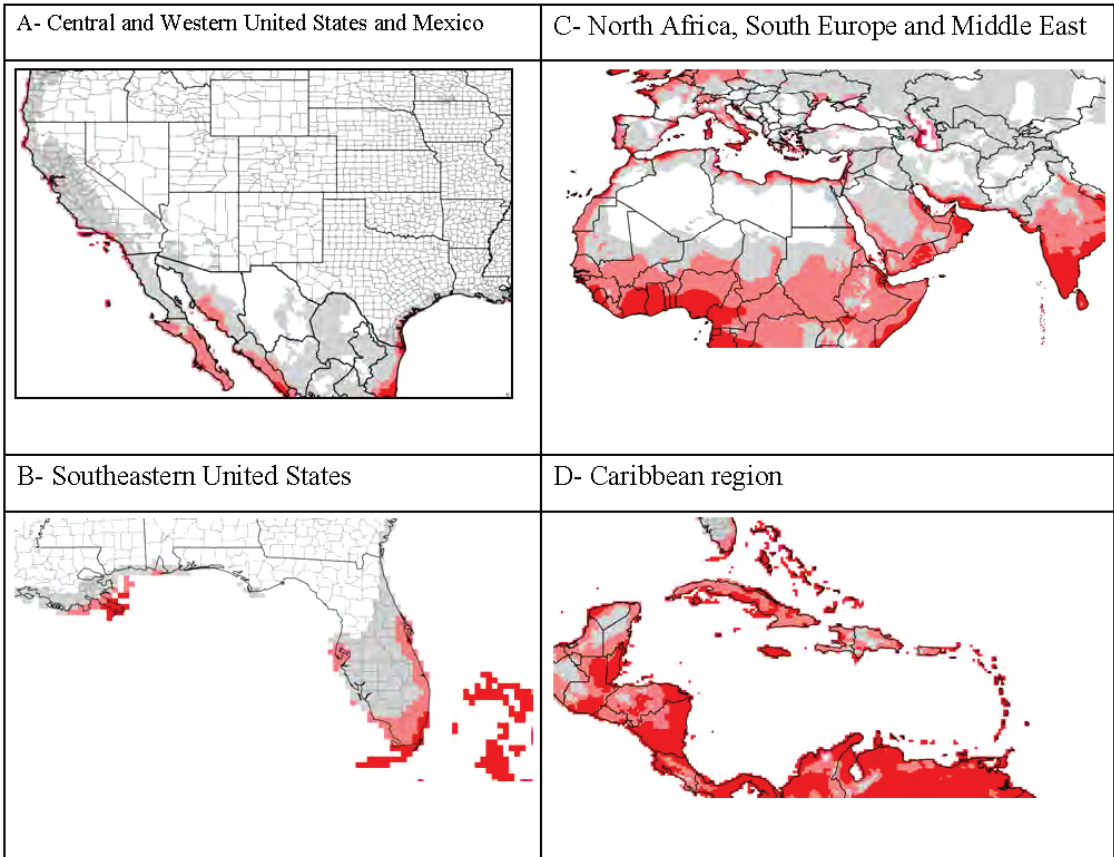 A- Central and Western United States and Mexico
C- North Africa, South Europe and Middle East
B- Southeastern United States
D- Caribbean region